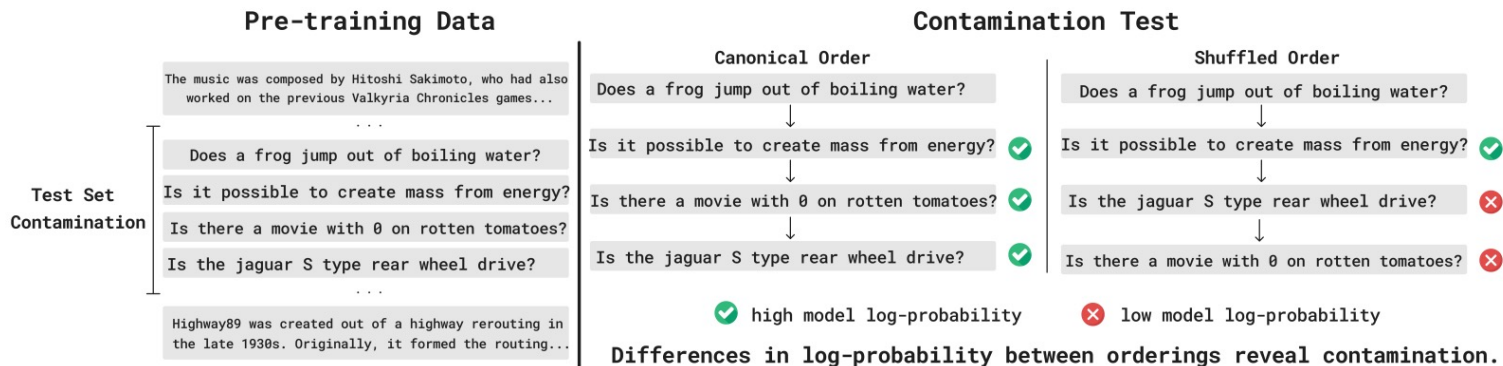 Pre-training Data
The music was composed by Hitoshi Sakimoto, who had also
worked on the previous Valkyria Chronicles games...
...
Test Set
Contamination
Does a frog jump out of boiling water?
Is it possible to create mass from energy?
Is there a movie with 0 on rotten tomatoes?
Is the jaguar S type rear wheel drive?
...
Highway89 was created out of a highway rerouting in
the late 1930s. Originally, it formed the routing...
Contamination Test
Canonical Order
Does a frog jump out of boiling water?
Is it possible to create mass from energy?
Is there a movie with 0 on rotten tomatoes?
Is the jaguar S type rear wheel drive?
Shuffled Order
Does a frog jump out of boiling water?
Is it possible to create mass from energy?
Is the jaguar S type rear wheel drive?
Is there a movie with 0 on rotten tomatoes?
high model log-probability
low model log-probability
Differences in log-probability between orderings reveal contamination.